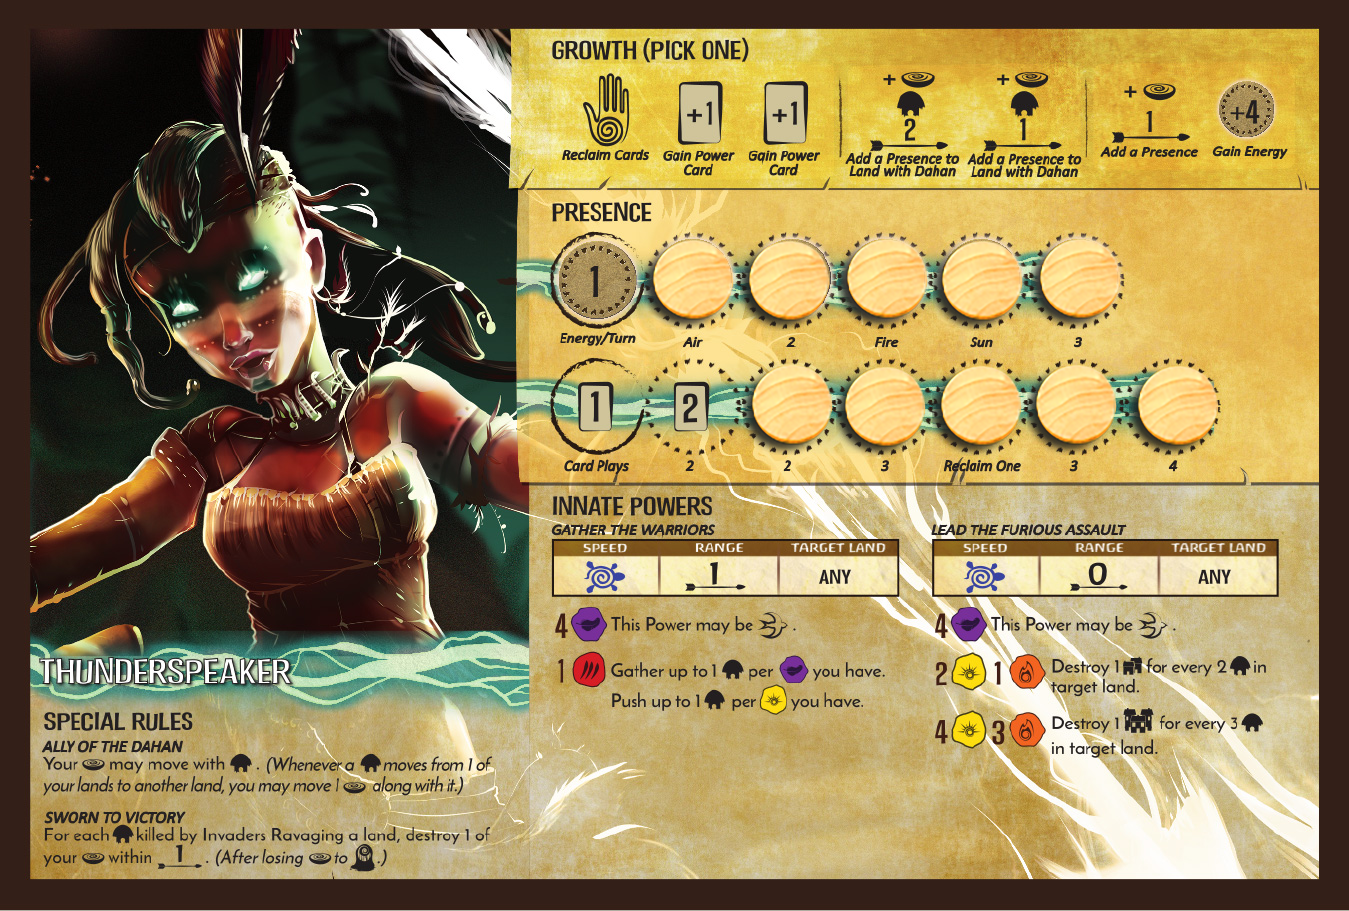 GROWTH (PICK ONE)
+1
+1
+
2
+
1
+
1
+4
Reclaim Cards
Gain Power
Card
Gain Power
Card
Add a Presence to
Land with Dahan
Add a Presence to
Land with Dahan
Add a Presence
Gain Energy
PRESENCE
1
Energy/Turn
Air
2
Fire
Sun
3
1
2
Card Plays
2
2
3
Reclaim One
3
4
INNATE POWERS
GATHER THE WARRIORS
SPEED RANGE TARGET LAND
1 ANY
4 This Power may be .
1 Gather up to 1 per you have.
Push up to 1 per you have.
LEAD THE FURIOUS ASSAULT
SPEED RANGE TARGET LAND
0 ANY
4 This Power may be .
2 1 Destroy 1 for every 2 in
target land.
4 3 Destroy 1 for every 3
in target land.
THUNDERSPEAKER
SPECIAL RULES
ALLY OF THE DAHAN
Your may move with . (Whenever a moves from 1 of
your lands to another land, you may move 1 along with it.)
SWORN TO VICTORY
For each killed by Invaders Ravaging a land, destroy 1 of
your within 1 . (After losing to .)